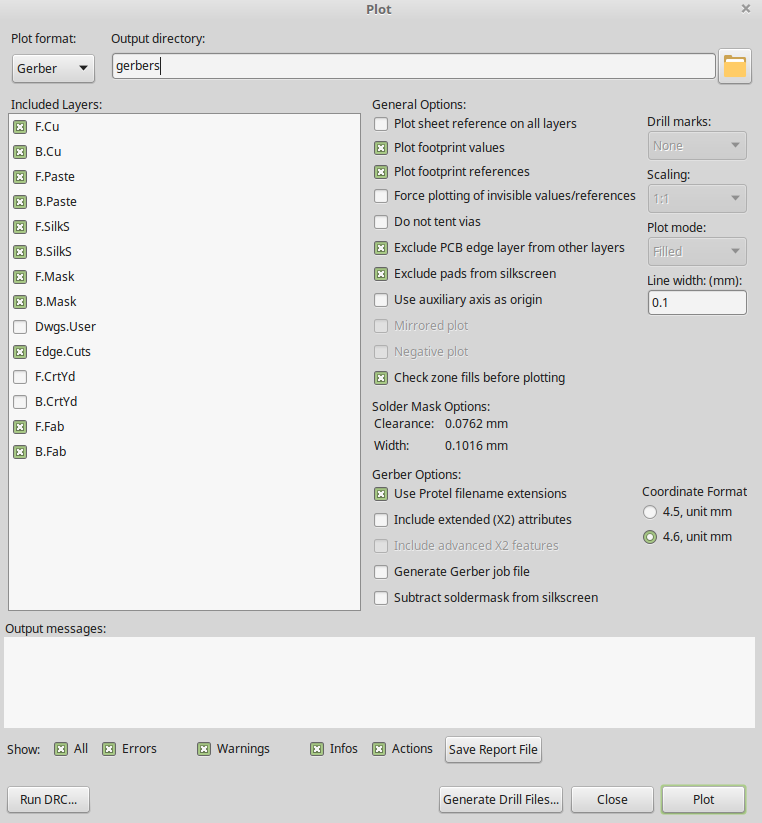 Plot
Plot format:
Output directory:
Gerber
gerbers
Included Layers:
F.Cu
B.Cu
F.Paste
B.Paste
F.SilkS
B.SilkS
F.Mask
B.Mask
Dwgs.User
Edge.Cuts
F.CrtYd
B.CrtYd
F.Fab
B.Fab
General Options:
Plot sheet reference on all layers
Plot footprint values
Plot footprint references
Force plotting of invisible values/references
Do not tent vias
Exclude PCB edge layer from other layers
Exclude pads from silkscreen
Use auxiliary axis as origin
Mirrored plot
Negative plot
Check zone fills before plotting
Drill marks:
None
Scaling:
1:1
Plot mode:
Filled
Line width: (mm):
0.1
Solder Mask Options:
Clearance: 0.0762 mm
Width: 0.1016 mm
Gerber Options:
Use Protel filename extensions
Include extended (X2) attributes
Include advanced X2 features
Generate Gerber job file
Subtract soldermask from silkscreen
Coordinate Format
4.5, unit mm
4.6, unit mm
Output messages:
Show: All Errors Warnings Infos Actions Save Report File
Run DRC... Generate Drill Files... Close Plot